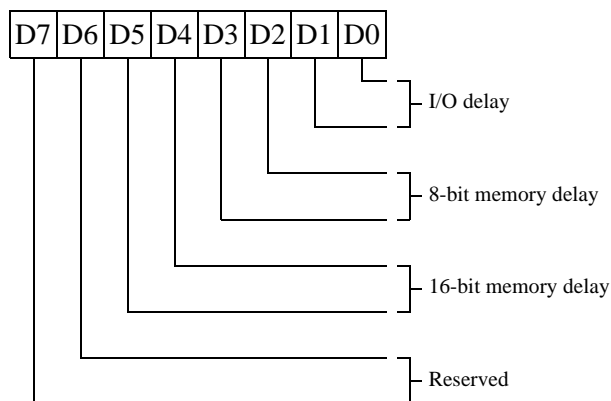 D7 D6 D5 D4 D3 D2 D1 D0
I/O delay
8-bit memory delay
16-bit memory delay
Reserved